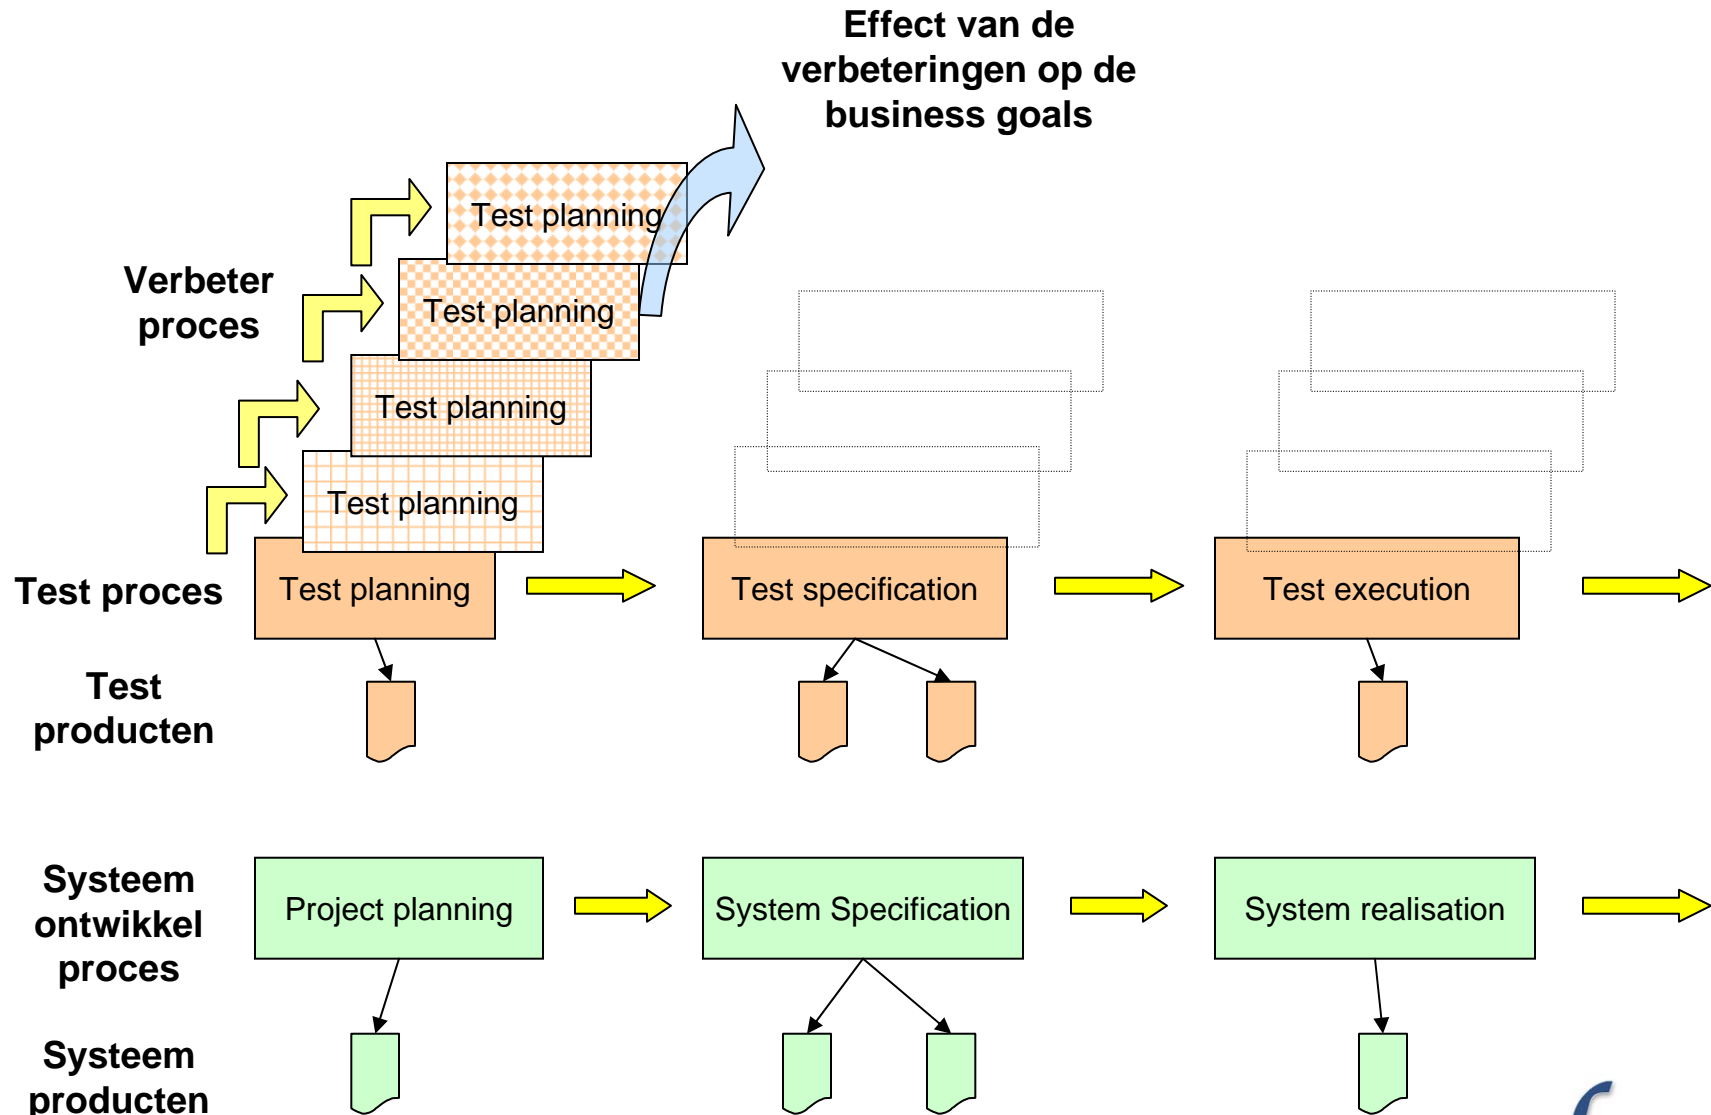 Effect van de
verbeteringen op de
business goals
Test planning
Verbeter
proces
Test planning
Test planning
Test planning
Test proces
Test planning
Test specification
Test execution
Test
producten
Systeem
ontwikkel
proces
Project planning
System Specification
System realisation
Systeem
producten